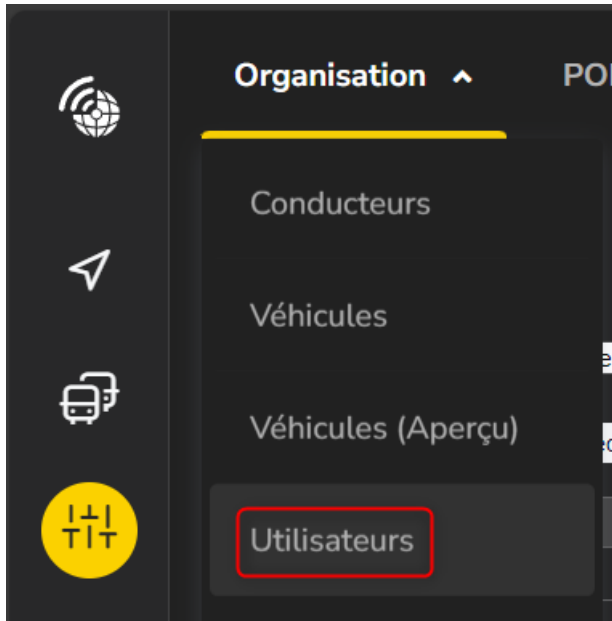 Organisation
Conducteurs
Véhicules
Véhicules (Aperçu)
Utilisateurs